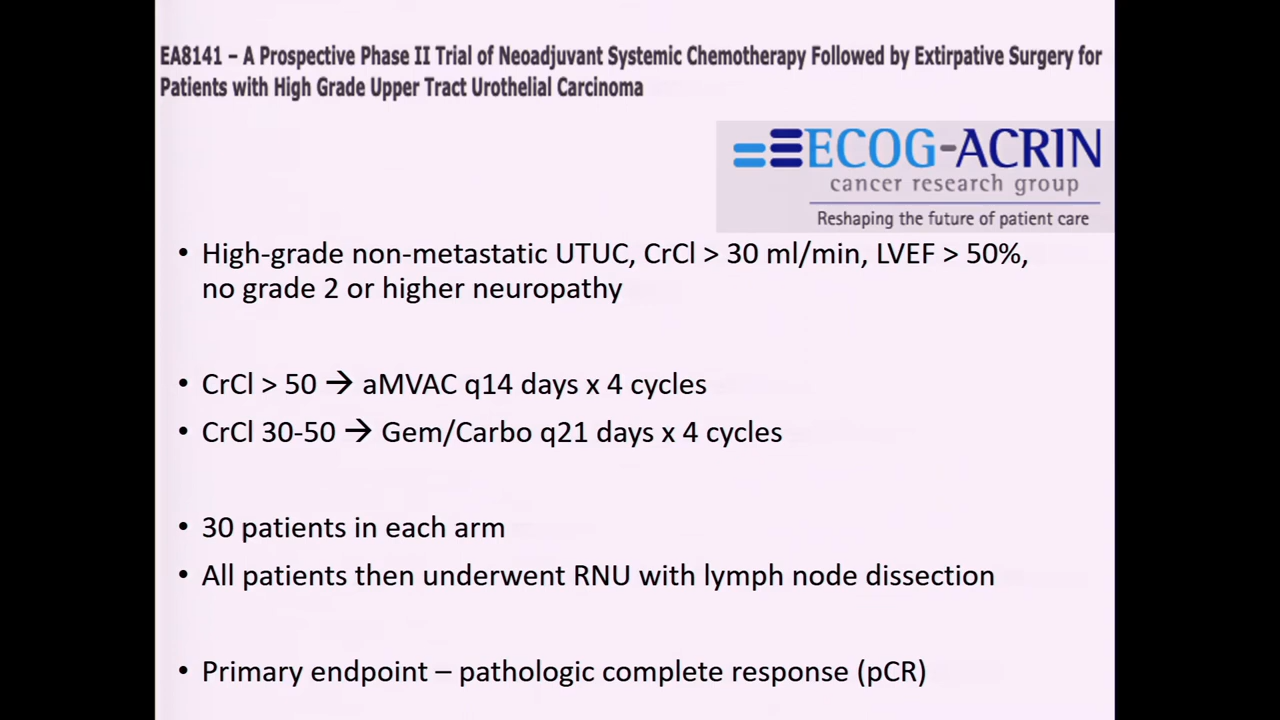 EA8141 – A Prospective Phase II Trial of Neoadjuvant Systemic Chemotherapy Followed by Extirpative Surgery for
Patients with High Grade Upper Tract Urothelial Carcinoma
ECOG-ACRIN
cancer research group
Reshaping the future of patient care
• High-grade non-metastatic UTUC, CrCl > 30 ml/min, LVEF > 50%,
no grade 2 or higher neuropathy
• CrCl > 50 → aMVAC q14 days x 4 cycles
• CrCl 30-50 → Gem/Carbo q21 days x 4 cycles
• 30 patients in each arm
• All patients then underwent RNU with lymph node dissection
• Primary endpoint – pathologic complete response (pCR)